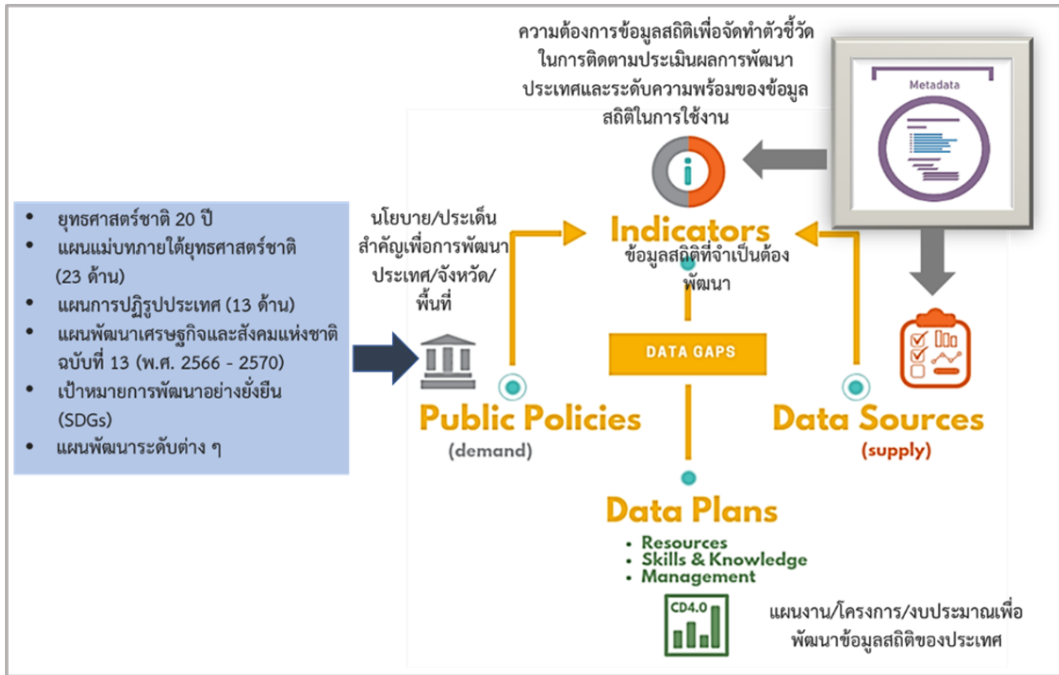 ความต้องการข้อมูลสถิติเพื่อจัดทำตัวชี้วัด
ในการติดตามประเมินผลการพัฒนา
ประเทศและระดับความพร้อมของข้อมูล
สถิติในการใช้งาน
Metadata
i
• ยุทธศาสตร์ชาติ 20 ปี
• แผนแม่บทภายใต้ยุทธศาสตร์ชาติ
(23 ด้าน)
• แผนการปฏิรูปประเทศ (13 ด้าน)
• แผนพัฒนาเศรษฐกิจและสังคมแห่งชาติ
ฉบับที่ 13 (พ.ศ. 2566 - 2570)
• เป้าหมายการพัฒนาอย่างยั่งยืน
(SDGs)
• แผนพัฒนาระดับต่าง ๆ
นโยบาย/ประเด็น
สำคัญเพื่อการพัฒนา
ประเทศ/จังหวัด/
พื้นที่
Indicators
ข้อมูลสถิติที่จำเป็นต้อง
พัฒนา
DATA GAPS
Public Policies
(demand)
Data Sources
(supply)
Data Plans
• Resources
• Skills & Knowledge
• Management
CD4.0
แผนงาน/โครงการ/งบประมาณเพื่อ
พัฒนาข้อมูลสถิติของประเทศ